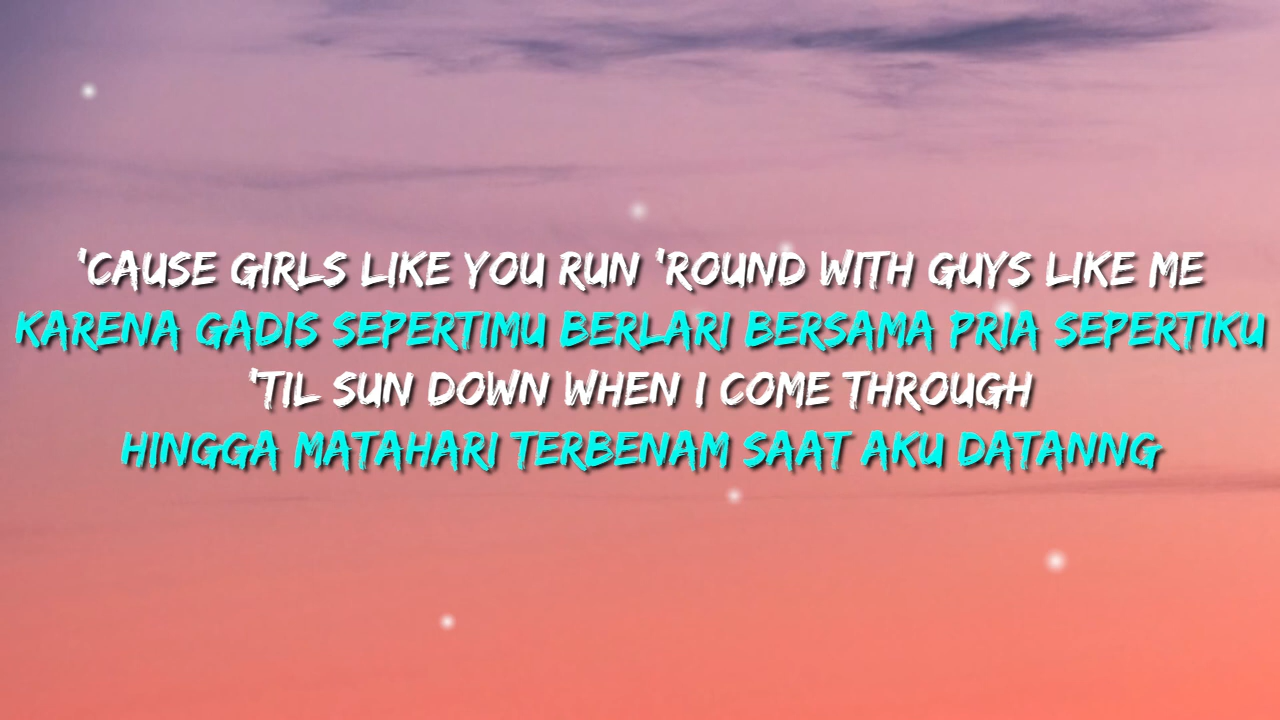 'CAUSE GIRLS LIKE YOU RUN 'ROUND WITH GUYS LIKE ME
KARENA GADIS SEPERTIMU BERLARI BERSAMA PRIA SEPERTIKU
'TIL SUN DOWN WHEN I COME THROUGH
HINGGA MATAHARI TERBENAM SAAT AKU DATANNG